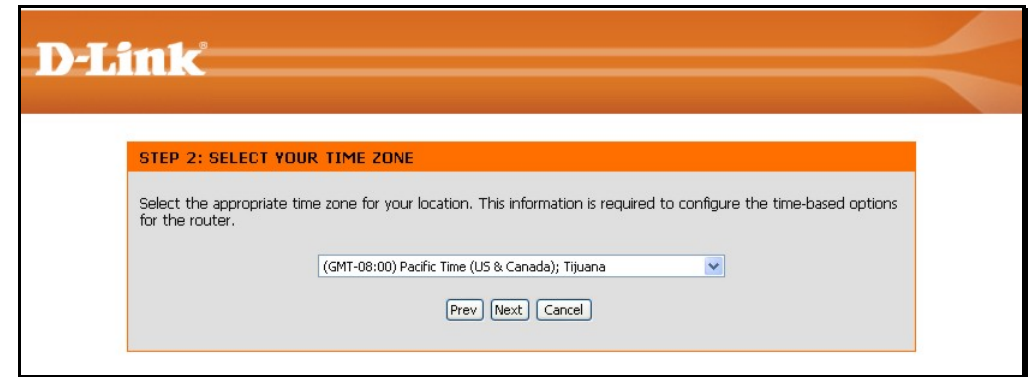 D-Link®
STEP 2: SELECT YOUR TIME ZONE
Select the appropriate time zone for your location. This information is required to configure the time-based options
for the router.
(GMT-08:00) Pacific Time (US & Canada); Tijuana
Prev Next Cancel